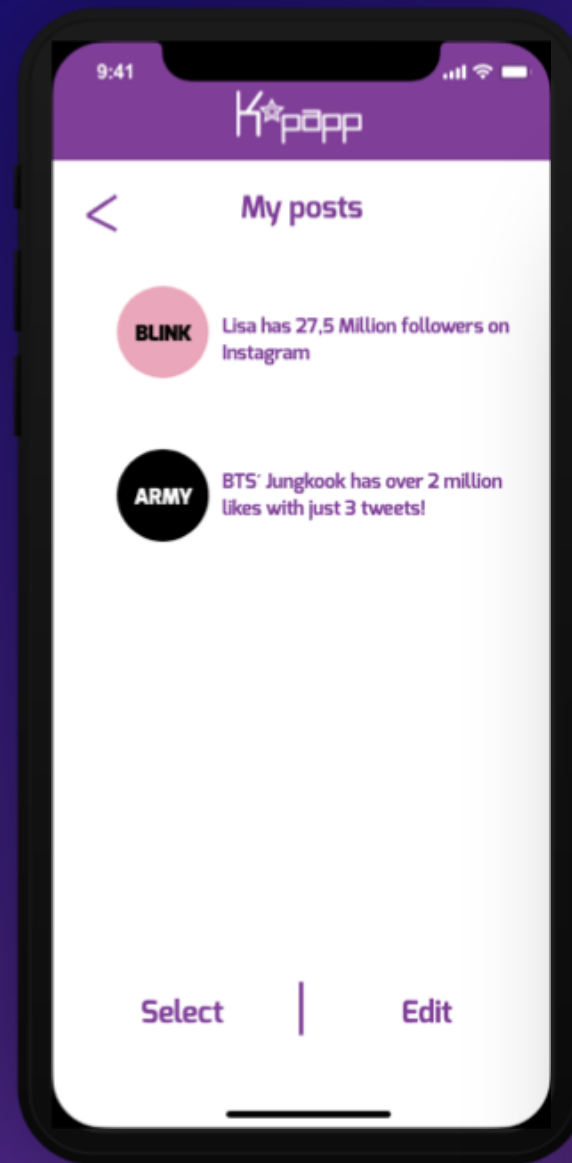 9:41
K☆pāpp
<
My posts
BLINK
Lisa has 27,5 Million followers on
Instagram
ARMY
BTS´ Jungkook has over 2 million
likes with just 3 tweets!
Select | Edit